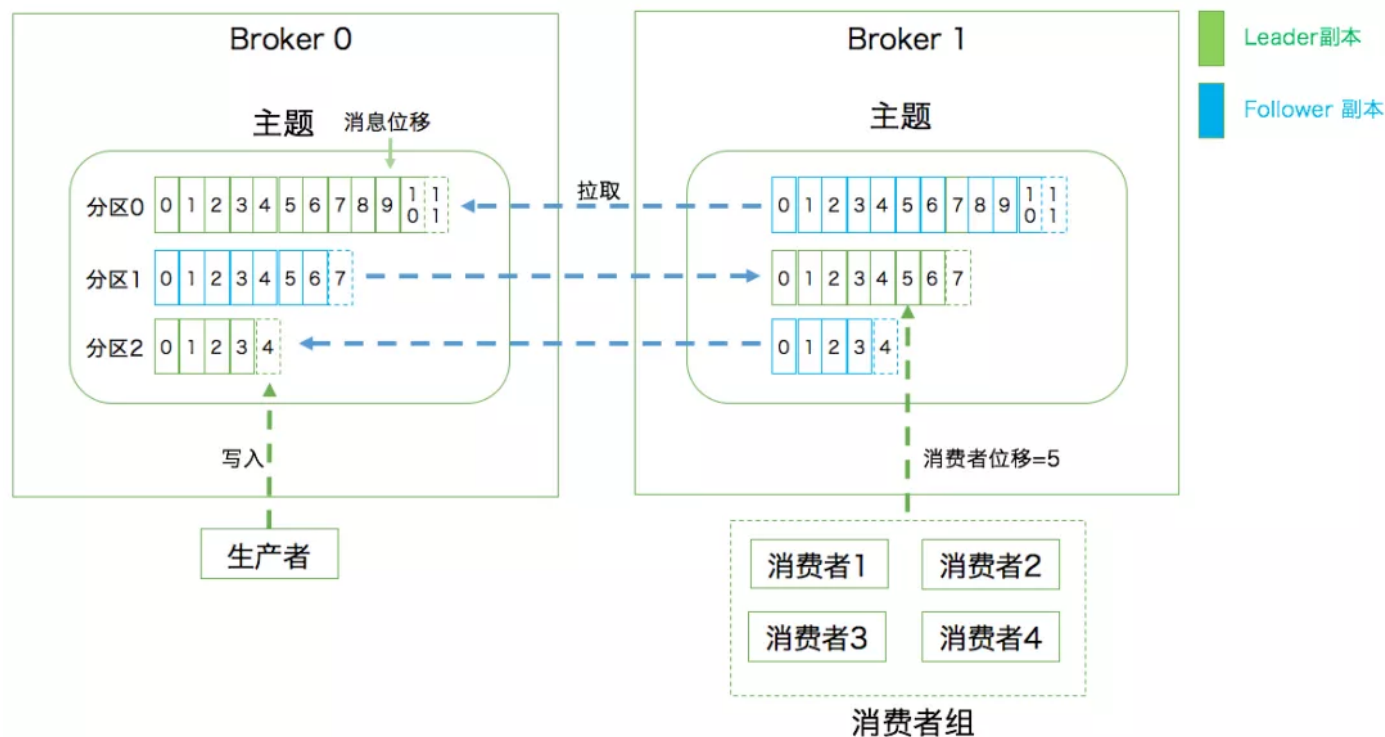 Broker 0
主题
消息位移
分区0 0 1 2 3 4 5 6 7 8 9 10 11
分区1 0 1 2 3 4 5 6 7
分区2 0 1 2 3 4
写入
生产者
拉取
Broker 1
主题
0 1 2 3 4 5 6 7 8 9 10 11
0 1 2 3 4 5 6 7
0 1 2 3 4
消费者位移=5
消费者1 消费者2
消费者3 消费者4
消费者组
Leader副本
Follower 副本